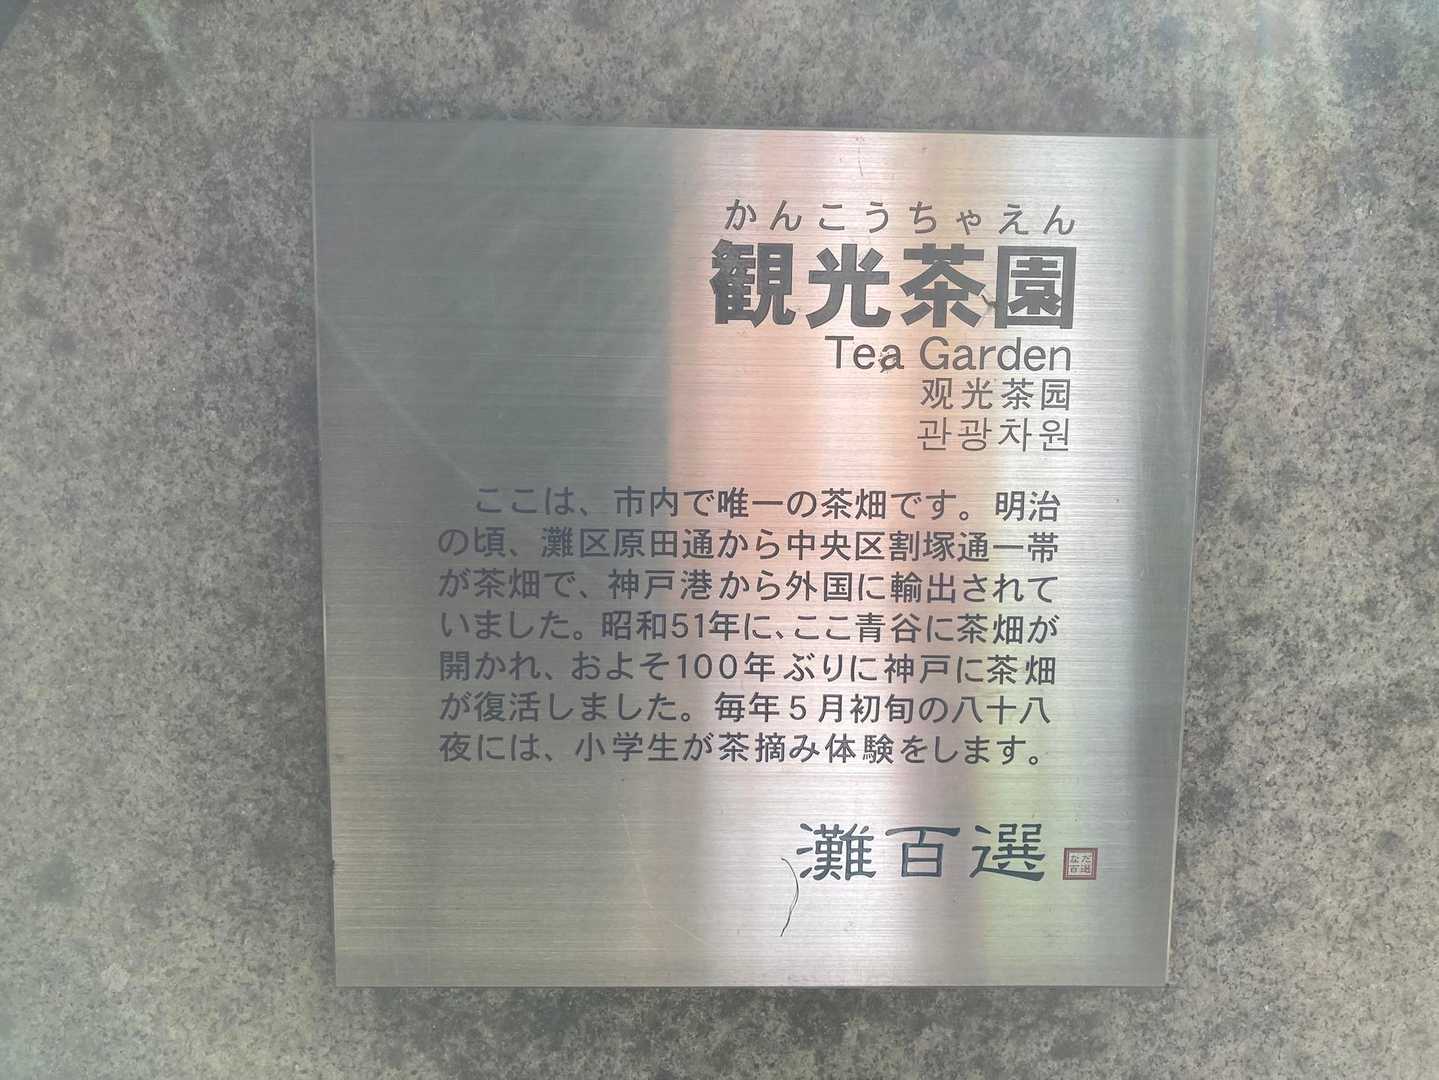 かんこうちゃえん
観光茶園
Tea Garden
观光茶园
관광차원
ここは、市内で唯一の茶畑です。明治
の頃、灘区原田通から中央区割塚通一帯
が茶畑で、神戸港から外国に輸出されて
いました。昭和51年に、ここ青谷に茶畑が
開かれ、およそ100年ぶりに神戸に茶畑
が復活しました。毎年5月初旬の八十八
夜には、小学生が茶摘み体験をします。
灘百選
なだ
百選